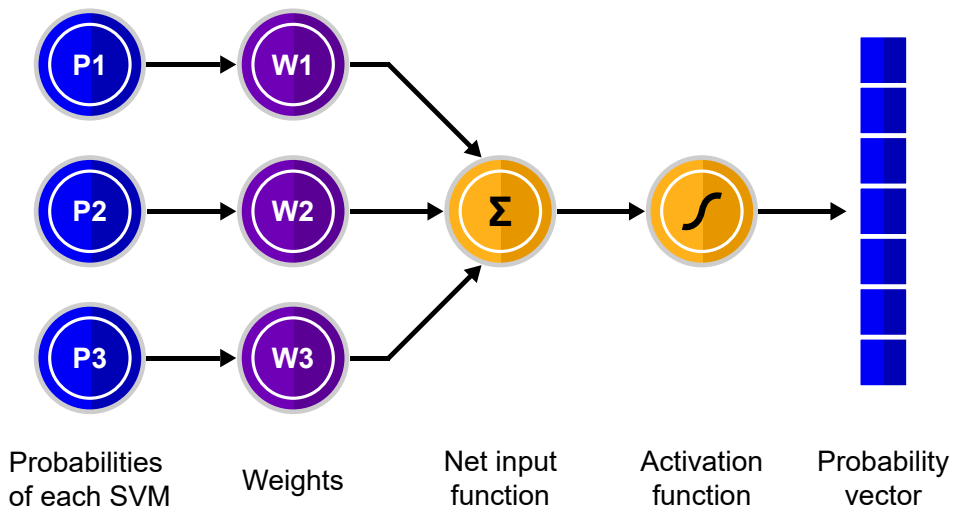 P1
W1
P2
W2
Σ
P3
W3
Probabilities
of each SVM
Weights
Net input
function
Activation
function
Probability
vector